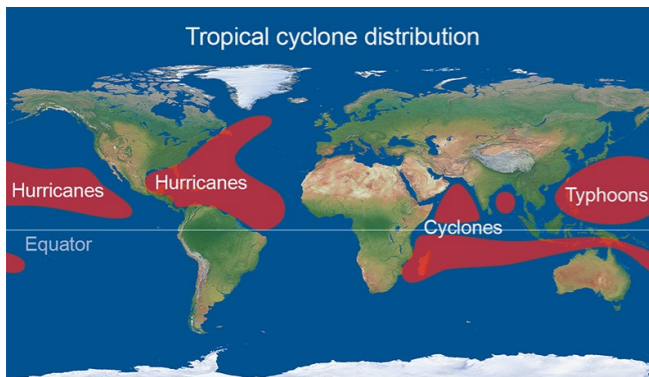 Tropical cyclone distribution
Hurricanes
Hurricanes
Typhoons
Cyclones
Equator